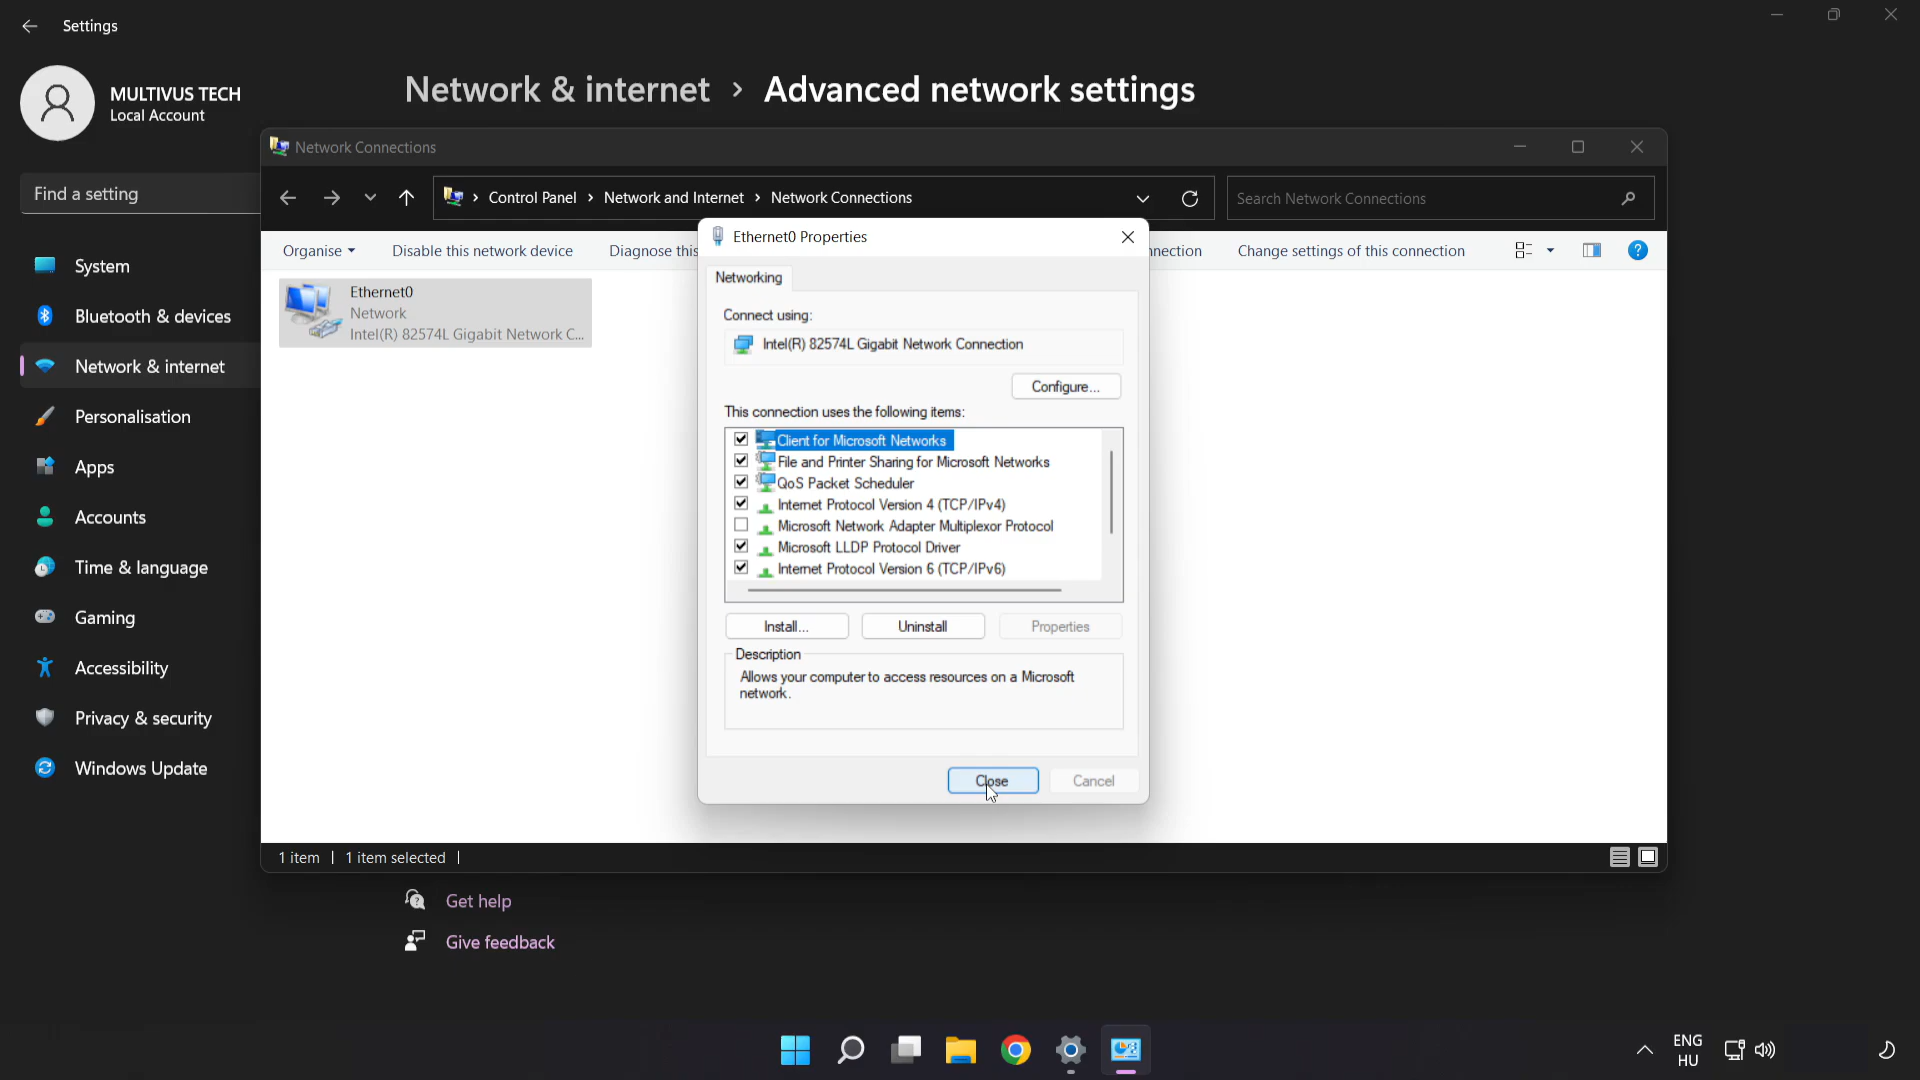 Settings
MULTIVUS TECH
Local Account
Network & internet › Advanced network settings
Find a setting
System
Bluetooth & devices
Network & internet
Personalisation
Apps
Accounts
Time & language
Gaming
Accessibility
Privacy & security
Windows Update
Network Connections
Control Panel › Network and Internet › Network Connections
Search Network Connections
Organise
Disable this network device
Diagnose this
Change settings of this connection
Ethernet0
Network
Intel(R) 82574L Gigabit Network C...
Ethernet0 Properties
Networking
Connect using:
Intel(R) 82574L Gigabit Network Connection
Configure...
This connection uses the following items:
Client for Microsoft Networks
File and Printer Sharing for Microsoft Networks
QoS Packet Scheduler
Internet Protocol Version 4 (TCP/IPv4)
Microsoft Network Adapter Multiplexor Protocol
Microsoft LLDP Protocol Driver
Internet Protocol Version 6 (TCP/IPv6)
Install...
Uninstall
Properties
Description
Allows your computer to access resources on a Microsoft
network.
Close
Cancel
1 item
1 item selected
Get help
Give feedback
ENG
HU